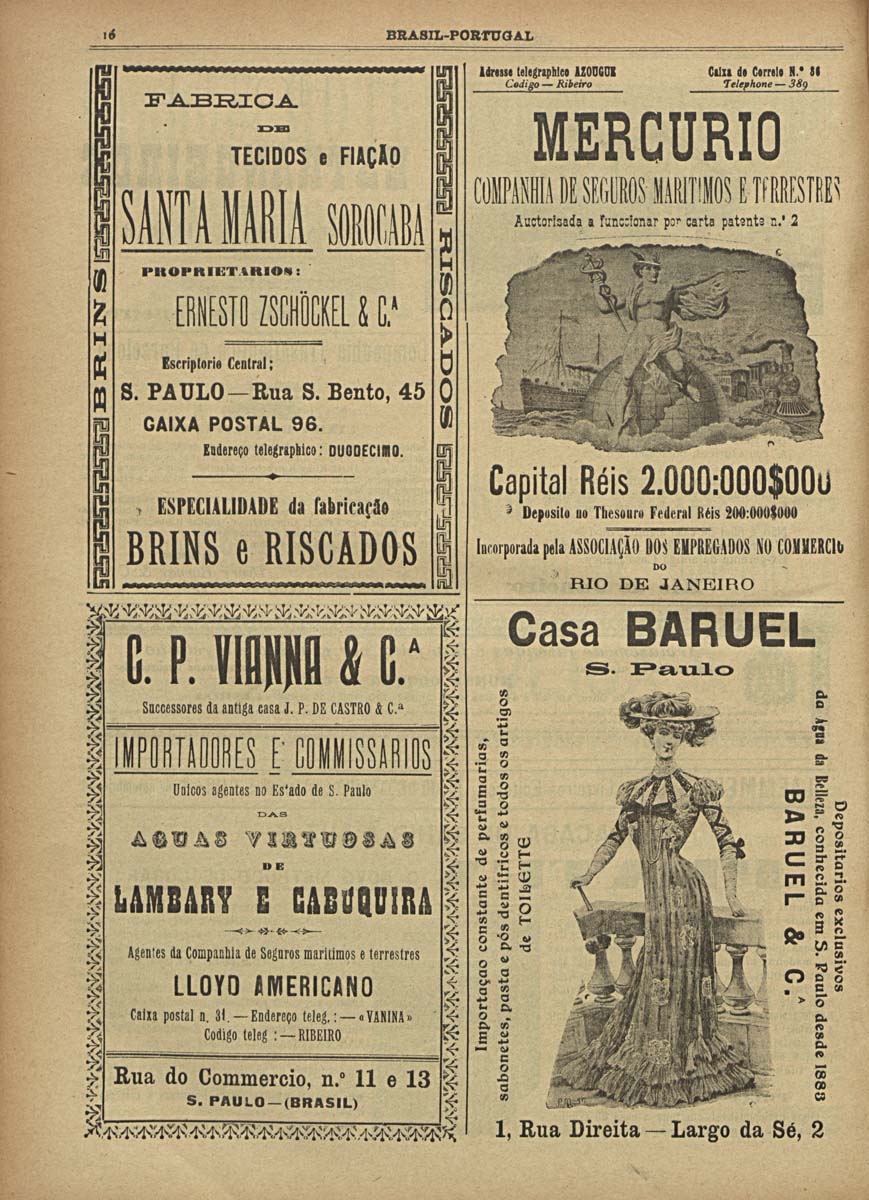 16
BRASIL-PORTUGAL
FABRICA
DE
TECIDOS e FIAÇÃO
SANTA MARIA SOROCABA
PROPRIETARIOS:
ERNESTO ZSCHÖCKEL & C.ª
Escriptorio Central;
S. PAULO — Rua S. Bento, 45
CAIXA POSTAL 96.
Endereço telegraphico: DUODECIMO.
ESPECIALIDADE da fabricação
BRINS e RISCADOS
BRINS
RISCADOS
C. P. VIANNA & C.ª
Successores da antiga casa J. P. DE CASTRO & C.ª
IMPORTADORES E COMMISSARIOS
Unicos agentes no Estado de S. Paulo
DAS
AGUAS VIRTUOSAS
DE
LAMBARY E CABUQUIRA
Agentes da Companhia de Seguros maritimos e terrestres
LLOYD AMERICANO
Caixa postal n. 31. — Endereço teleg.: — «VANINA»
Codigo teleg : — RIBEIRO
Rua do Commercio, n.º 11 e 13
S. PAULO — (BRASIL)
Adresse telegraphico AZOUGUE
Codigo — Ribeiro
Caixa do Correio N.º 36
Telephone — 389
MERCURIO
COMPANHIA DE SEGUROS MARITIMOS E TERRESTRES
Auctorisada a funccionar por carta patente n.º 2
Capital Réis 2.000:000$000
Deposito no Thesouro Federal Réis 200:000$000
Incorporada pela ASSOCIAÇÃO DOS EMPREGADOS NO COMMERCIO
DO
RIO DE JANEIRO
Casa BARUEL
S. Paulo
Importaçao constante de perfumarias,
sabonetes, pasta e pós dentifricos e todos os artigos
de TOILETTE
Depositarios exclusivos
da Agua da Belleza, conhecida em S. Paulo desde 1883
BARUEL & C.ª
1, Rua Direita — Largo da Sé, 2